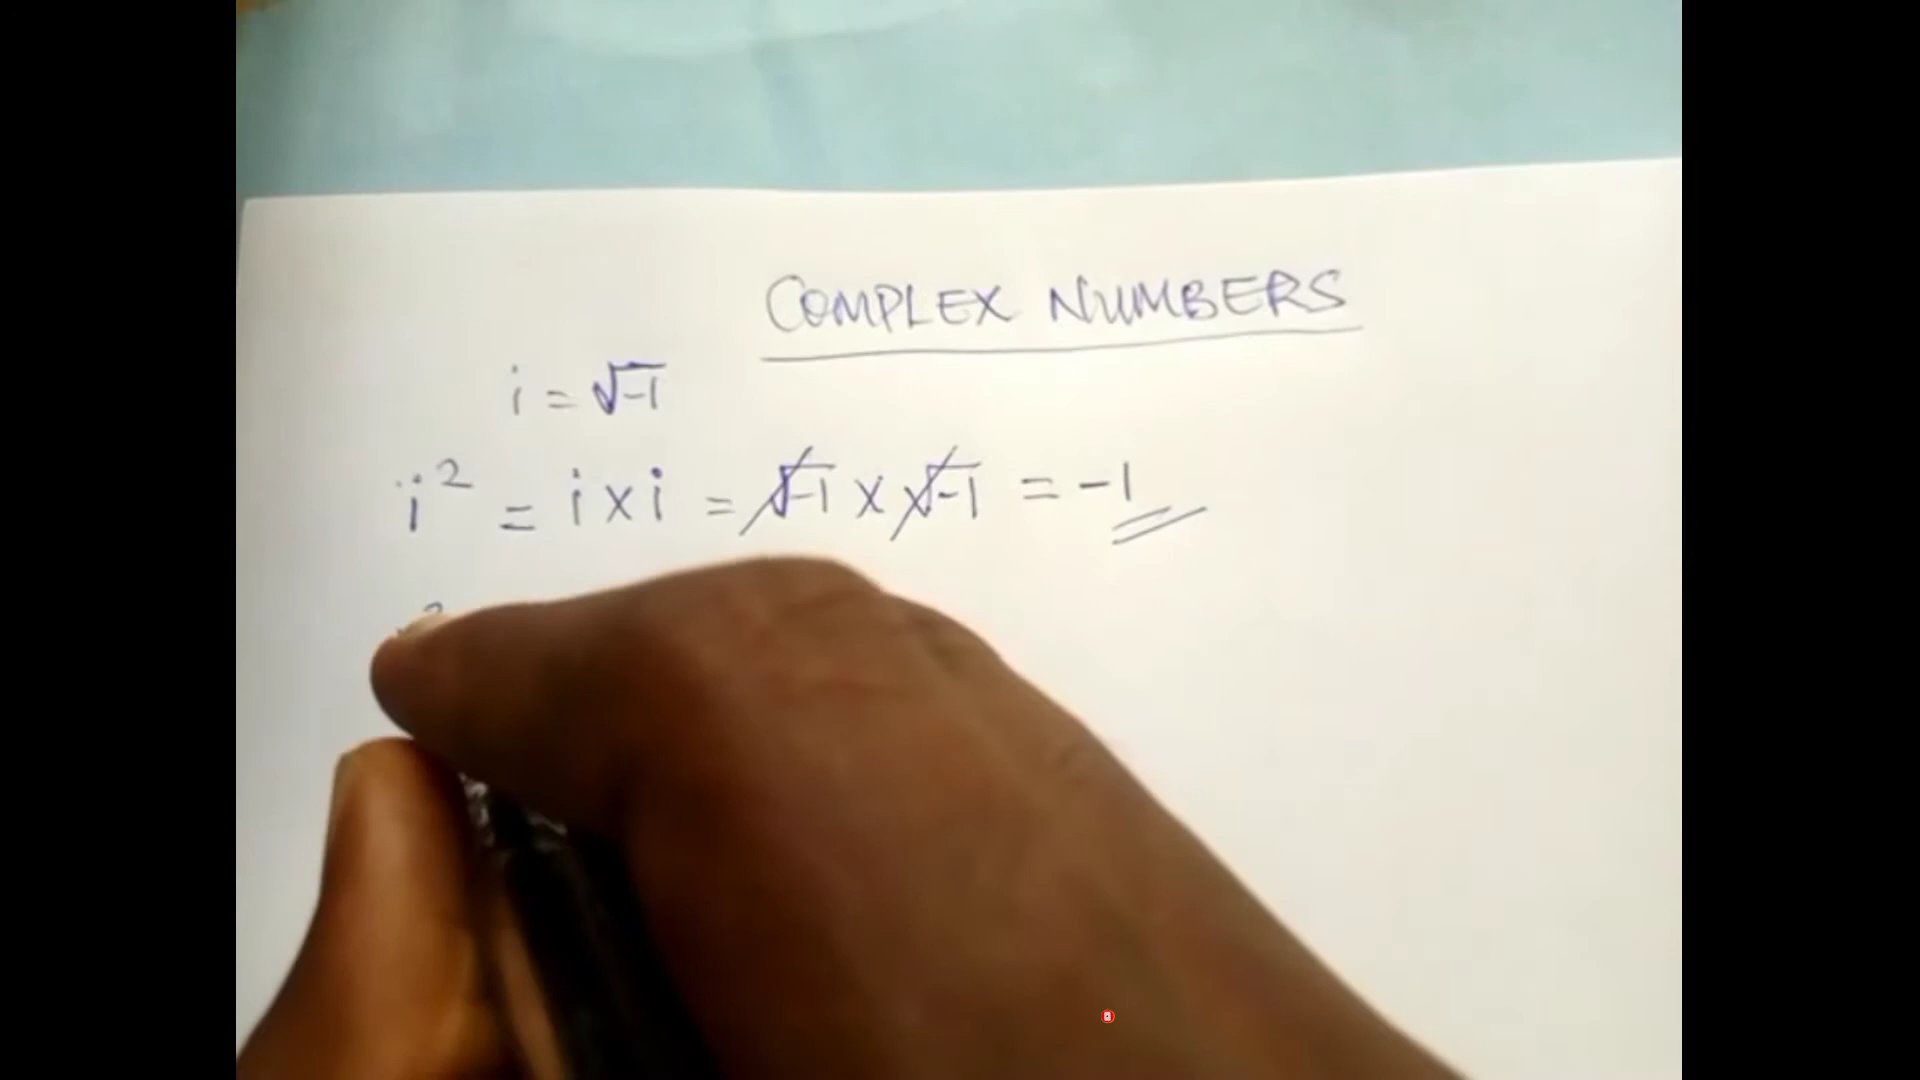 COMPLEX NUMBERS
i = √-1
i² = i x i = √-1 x √-1 = -1